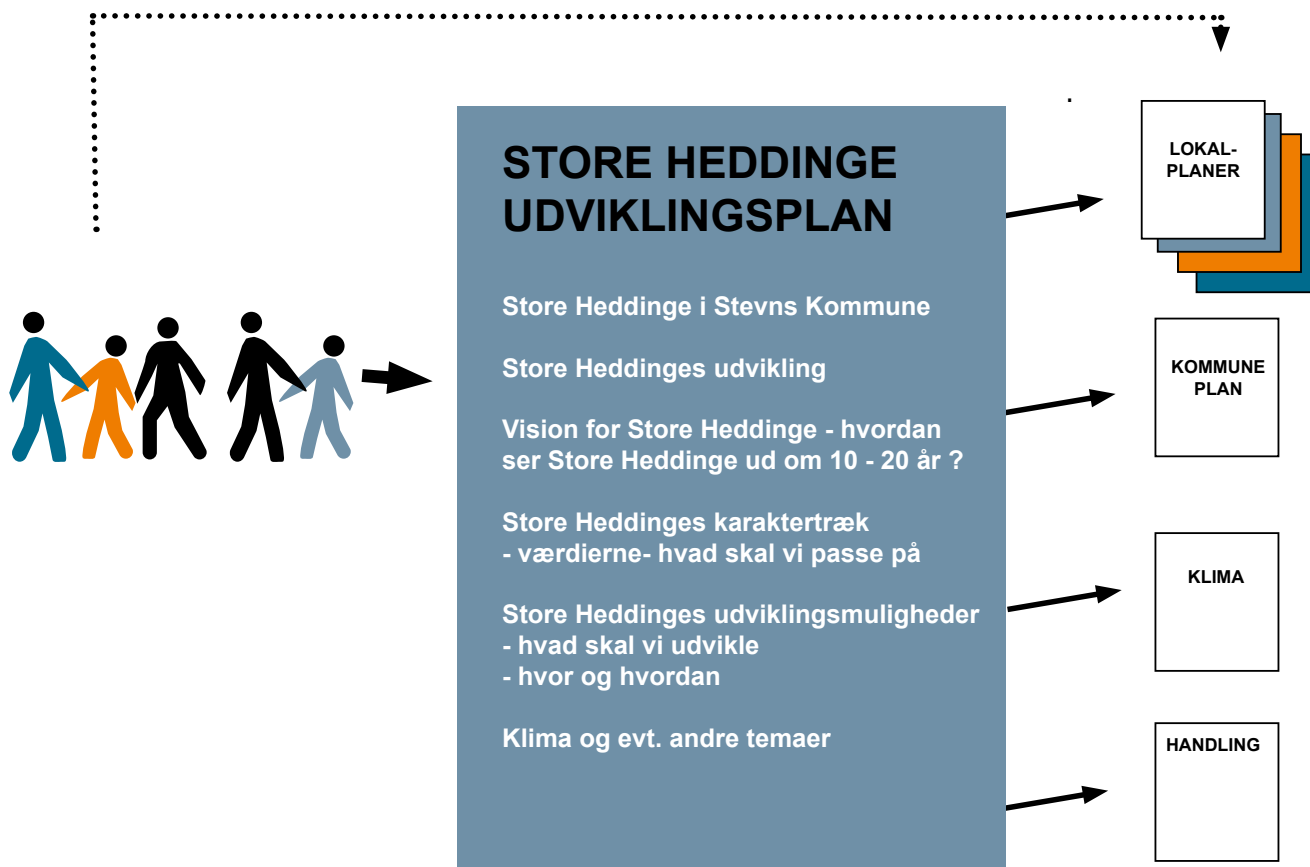 STORE HEDDINGE
UDVIKLINGSPLAN
Store Heddinge i Stevns Kommune
Store Heddinges udvikling
Vision for Store Heddinge - hvordan
ser Store Heddinge ud om 10 - 20 år ?
Store Heddinges karaktertræk
- værdierne- hvad skal vi passe på
Store Heddinges udviklingsmuligheder
- hvad skal vi udvikle
- hvor og hvordan
Klima og evt. andre temaer
LOKAL-
PLANER
KOMMUNE
PLAN
KLIMA
HANDLING